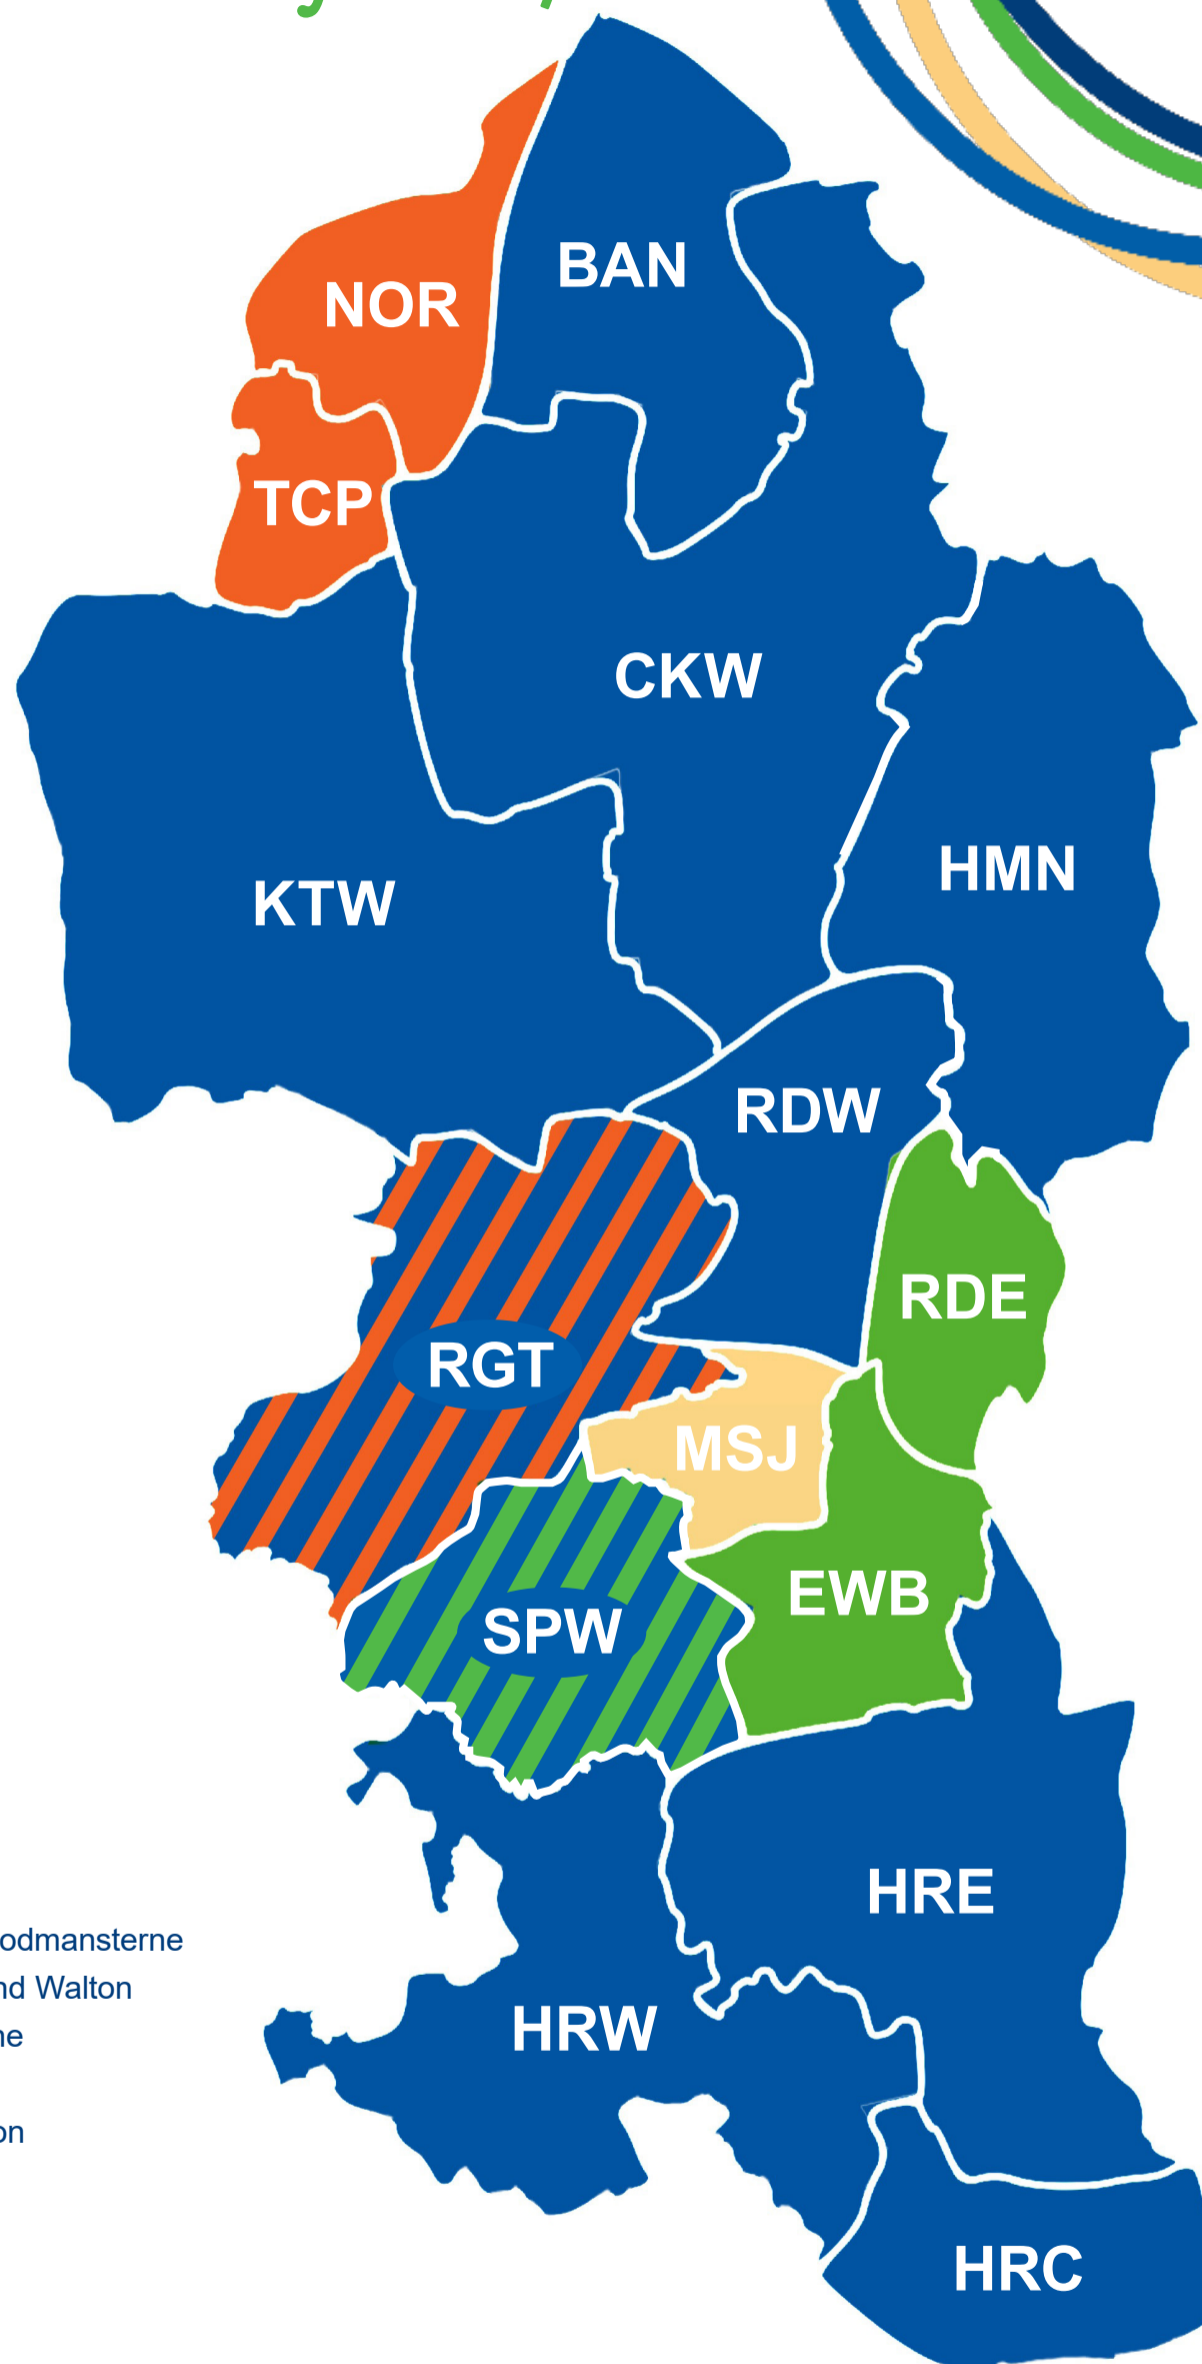 BAN
NOR
TCP
CKW
HMN
KTW
RDW
RDE
RGT
MSJ
EWB
SPW
HRE
odmansterne
nd Walton
HRW
ne
on
HRC